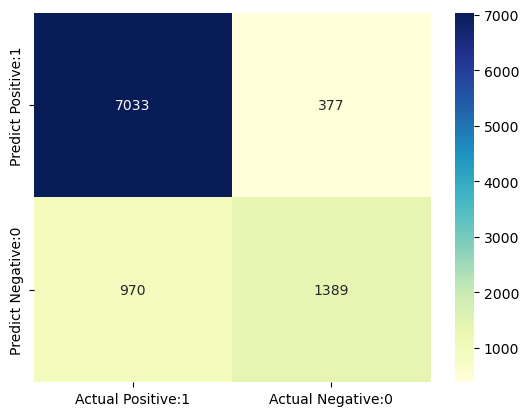 Predict Positive:1
Predict Negative:0
7033
377
970
1389
Actual Positive:1
Actual Negative:0
7000
6000
5000
4000
3000
2000
1000